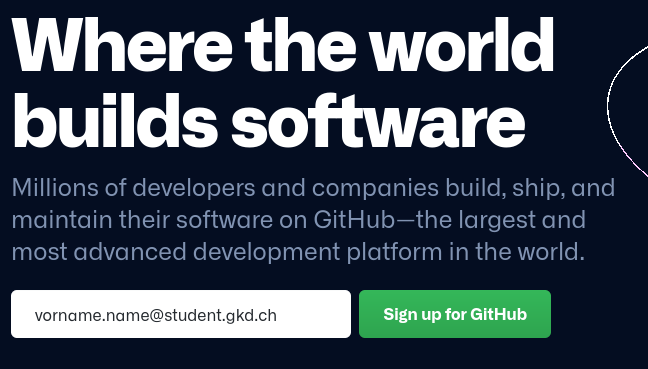 Where the world
builds software
Millions of developers and companies build, ship, and
maintain their software on GitHub—the largest and
most advanced development platform in the world.
vorname.name@student.gkd.ch
Sign up for GitHub